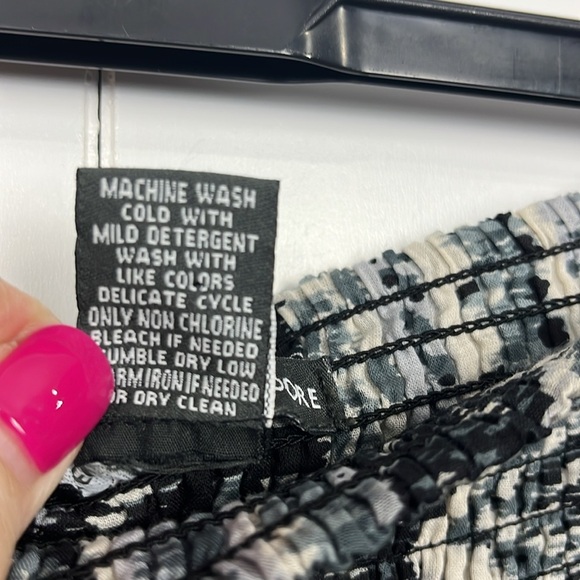 MACHINE WASH
COLD WITH
MILD DETERGENT
WASH WITH
LIKE COLORS
DELICATE CYCLE
ONLY NON CHLORINE
BLEACH IF NEEDED
TUMBLE DRY LOW
WARM IRON IF NEEDED
OR DRY CLEAN
PORE